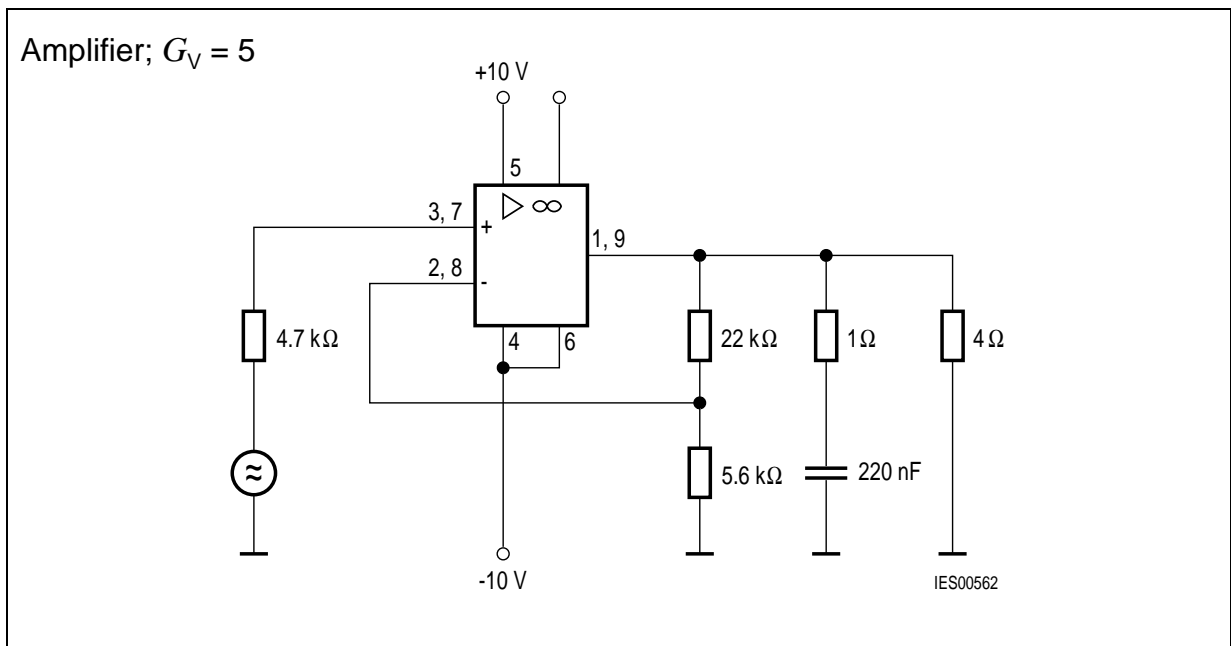 Amplifier; GV = 5
+10 V
5
3, 7
+
1, 9
2, 8
-
4.7 kΩ
4
6
22 kΩ
1Ω
4Ω
5.6 kΩ
220 nF
-10 V
IES00562